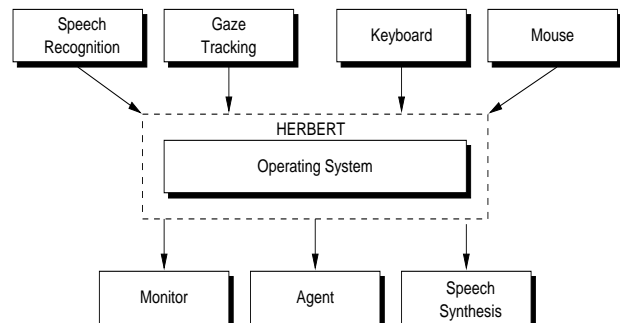 Speech
Recognition
Gaze
Tracking
Keyboard
Mouse
HERBERT
Operating System
Monitor
Agent
Speech
Synthesis